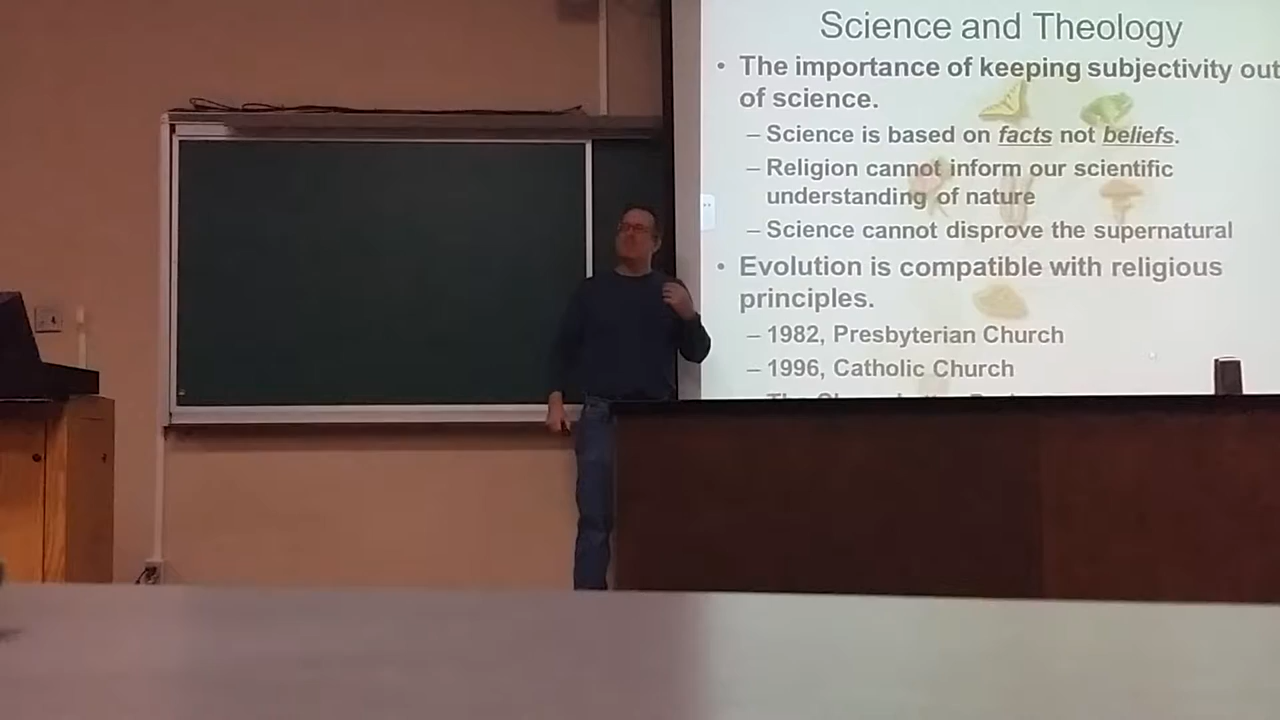 Science and Theology
• The importance of keeping subjectivity out
of science.
– Science is based on facts not beliefs.
– Religion cannot inform our scientific
understanding of nature
– Science cannot disprove the supernatural
• Evolution is compatible with religious
principles.
– 1982, Presbyterian Church
– 1996, Catholic Church